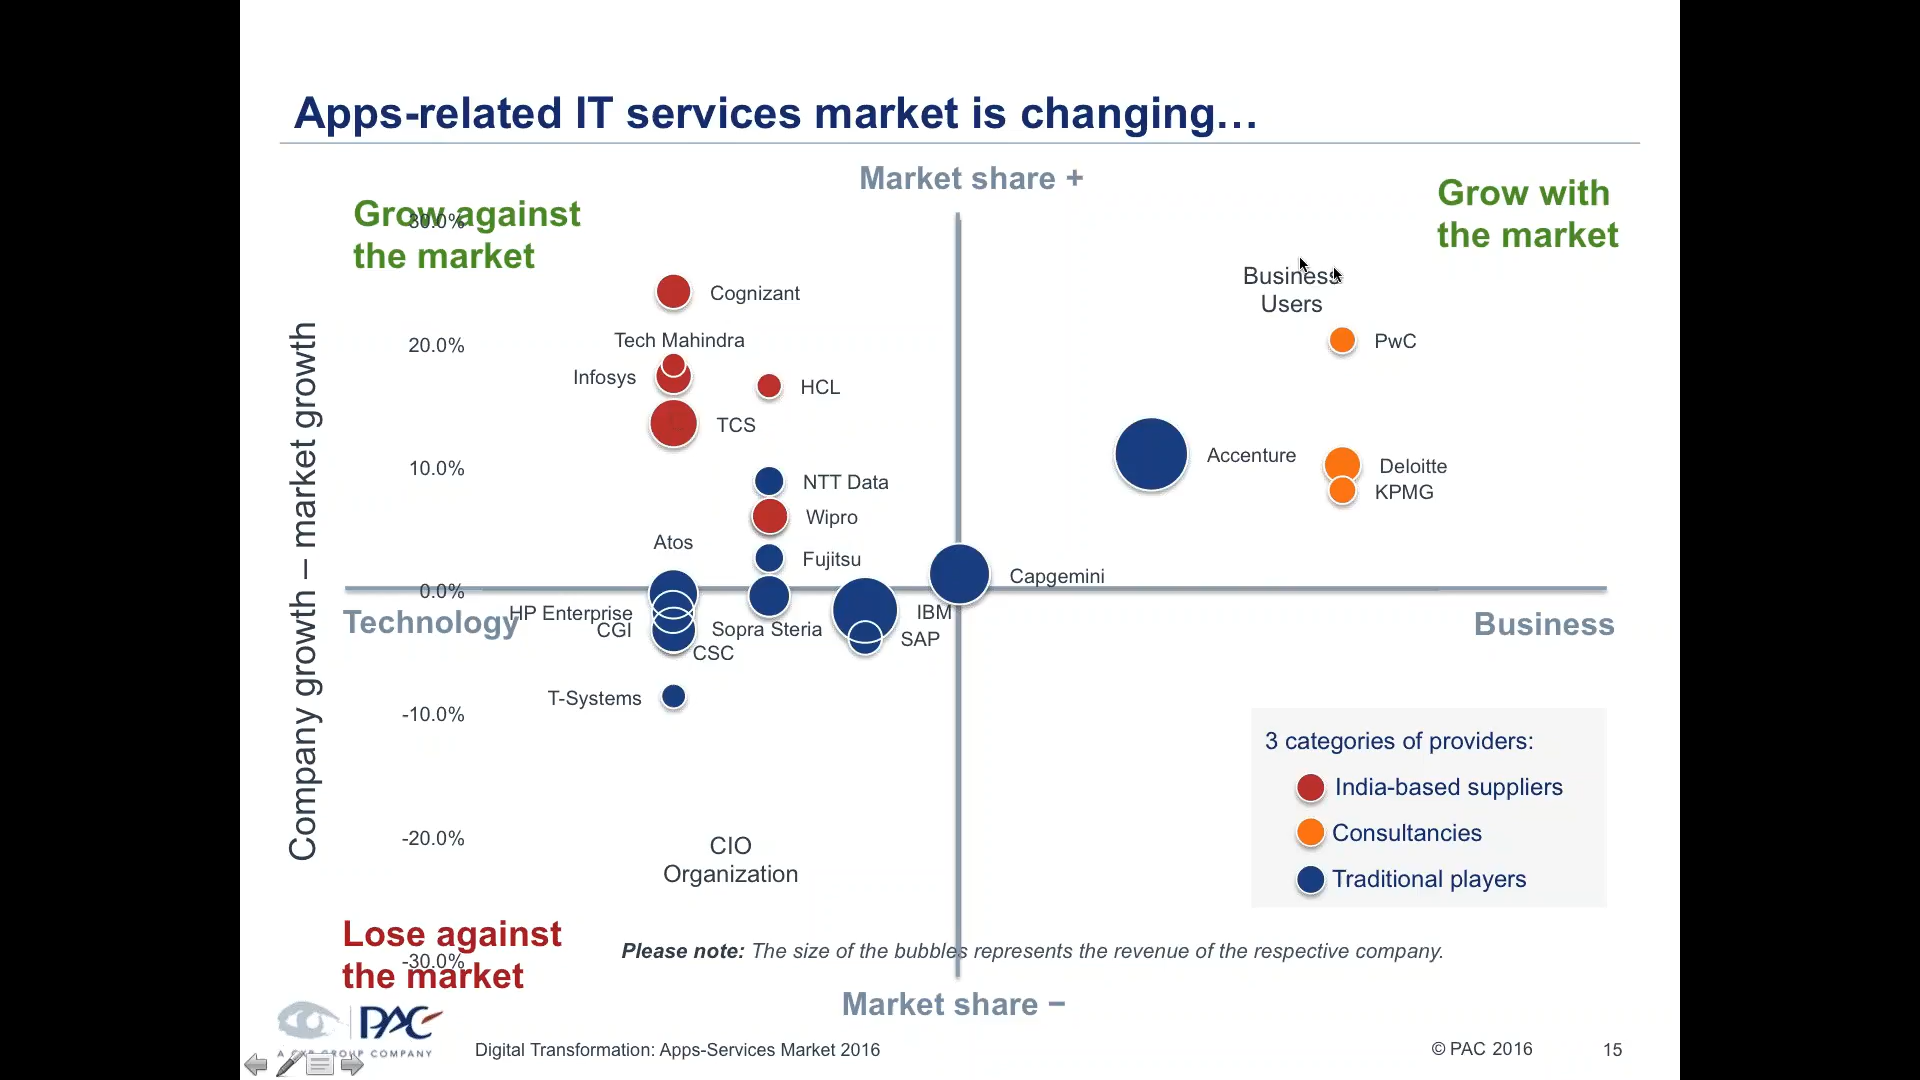 Apps-related IT services market is changing…
Market share +
Grow against
the market
Grow with
the market
30.0%
20.0%
10.0%
0.0%
-10.0%
-20.0%
-30.0%
Company growth – market growth
Business
Users
Cognizant
Tech Mahindra
PwC
Infosys
HCL
TCS
Accenture
Deloitte
KPMG
NTT Data
Wipro
Atos
Fujitsu
Capgemini
HP Enterprise
IBM
Technology
Business
CGI
Sopra Steria
SAP
CSC
T-Systems
3 categories of providers:
India-based suppliers
Consultancies
Traditional players
CIO
Organization
Lose against
the market
Please note: The size of the bubbles represents the revenue of the respective company.
Market share −
PAC
A CXP GROUP COMPANY
Digital Transformation: Apps-Services Market 2016
© PAC 2016
15